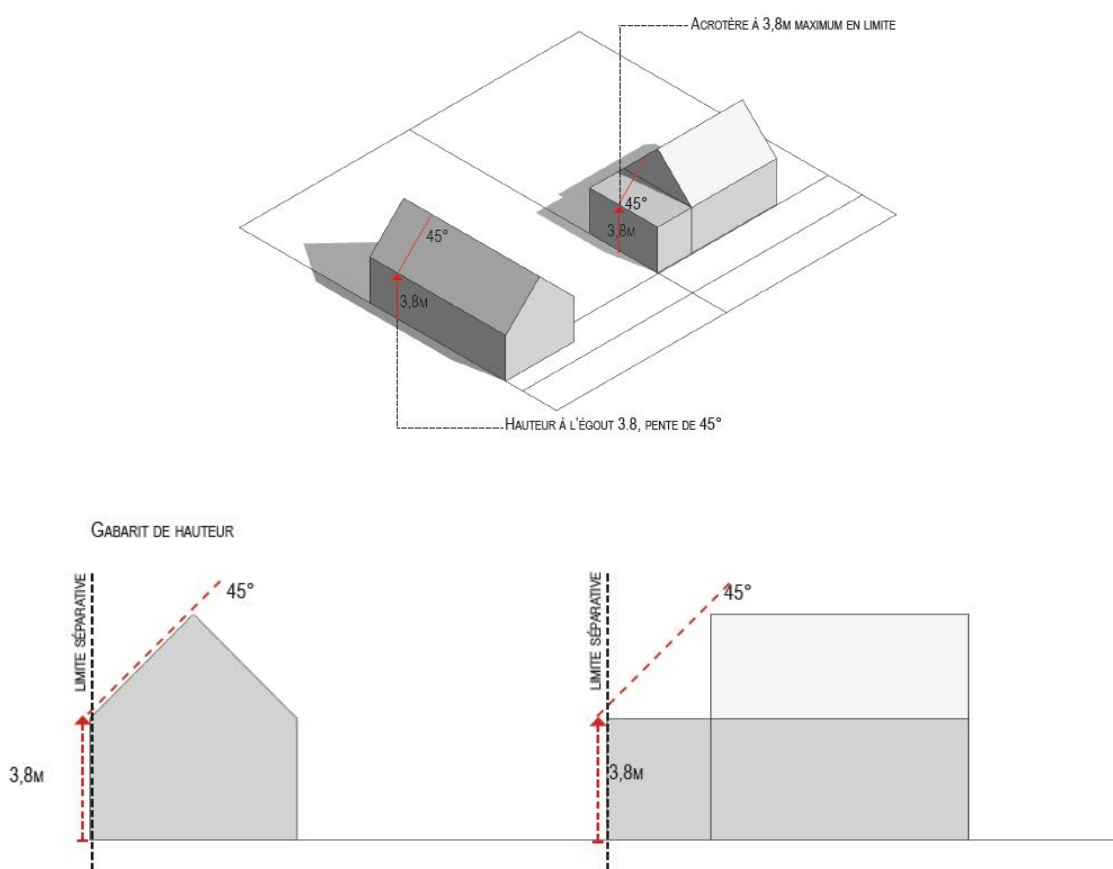 Acrotère à 3,8m maximum en limite
45°
3,8m
45°
3,8m
Hauteur à l'égout 3.8, pente de 45°
Gabarit de hauteur
limite séparative
45°
3,8m
limite séparative
45°
3,8m